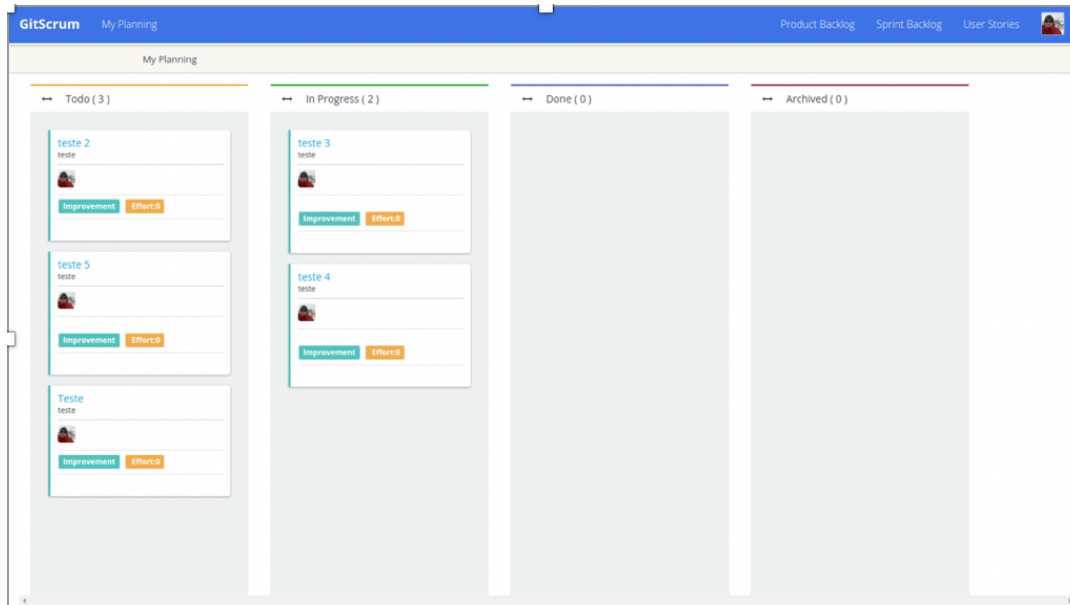 GitScrum My Planning Product Backlog Sprint Backlog User Stories
My Planning
Todo ( 3 )
teste 2
teste
Improvement Effort:0
teste 5
teste
Improvement Effort:0
Teste
teste
Improvement Effort:0
In Progress ( 2 )
teste 3
teste
Improvement Effort:0
teste 4
teste
Improvement Effort:0
Done ( 0 )
Archived ( 0 )